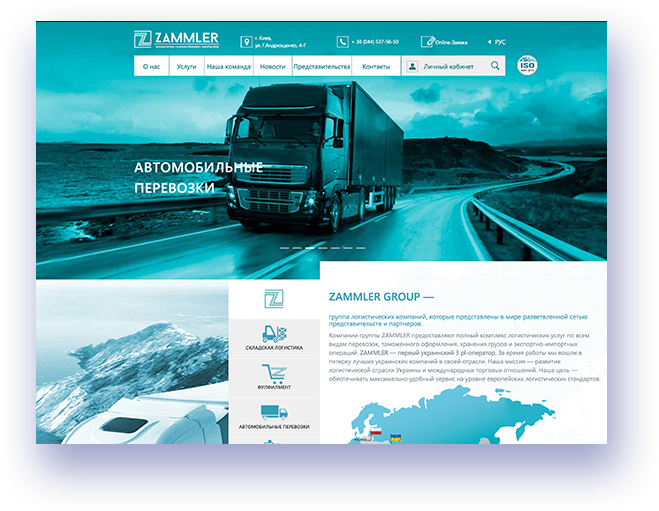 ZAMMLER
г. Киев,
ул. Г.Андрющенко, 4-Г
+ 38 (044) 537-56-50
Online-Заявка
РУС
О нас
Услуги
Наша команда
Новости
Представительства
Контакты
Личный кабинет
ISO
АВТОМОБИЛЬНЫЕ
ПЕРЕВОЗКИ
СКЛАДСКАЯ ЛОГИСТИКА
ФУЛФИЛМЕНТ
АВТОМОБИЛЬНЫЕ ПЕРЕВОЗКИ
ZAMMLER GROUP —
группа логистических компаний, которые представлены в мире разветвленной сетью
представительств и партнеров.
Компании группы ZAMMLER предоставляют полный комплекс логистических услуг по всем
видам перевозок, таможенного оформления, хранения грузов и экспортно-импортных
операций. ZAMMLER — первый украинский 3 pl-оператор. За время работы мы вошли в
пятерку лучших украинских компаний в своей отрасли. Наша миссия — развитие
логистической отрасли Украины и международных торговых отношений. Наша цель —
обеспечивать максимально удобный сервис на уровне европейских логистических стандартов.